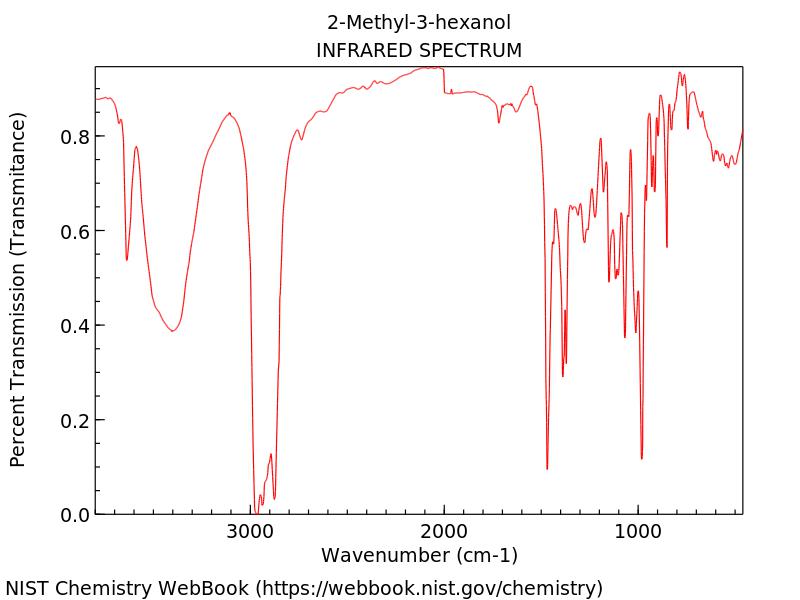 2-Methyl-3-hexanol
INFRARED SPECTRUM
Percent Transmission (Transmitance)
0.8
0.6
0.4
0.2
0.0
3000 2000 1000
Wavenumber (cm-1)
NIST Chemistry WebBook (https://webbook.nist.gov/chemistry)